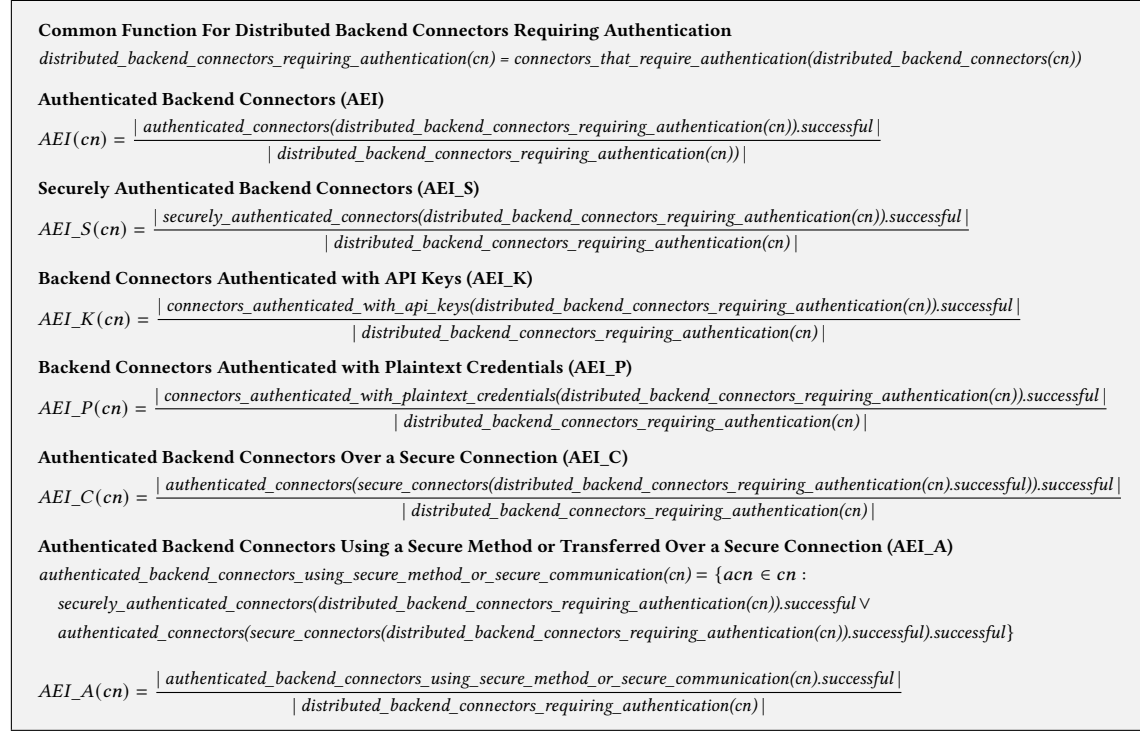 Common Function For Distributed Backend Connectors Requiring Authentication
distributed_backend_connectors_requiring_authentication(cn) = connectors_that_require_authentication(distributed_backend_connectors(cn))
Authenticated Backend Connectors (AEI)
AEI(cn) = | authenticated_connectors(distributed_backend_connectors_requiring_authentication(cn)).successful |
| distributed_backend_connectors_requiring_authentication(cn)) |
Securely Authenticated Backend Connectors (AEI_S)
AEI_S(cn) = | securely_authenticated_connectors(distributed_backend_connectors_requiring_authentication(cn)).successful |
| distributed_backend_connectors_requiring_authentication(cn) |
Backend Connectors Authenticated with API Keys (AEI_K)
AEI_K(cn) = | connectors_authenticated_with_api_keys(distributed_backend_connectors_requiring_authentication(cn)).successful |
| distributed_backend_connectors_requiring_authentication(cn) |
Backend Connectors Authenticated with Plaintext Credentials (AEI_P)
AEI_P(cn) = | connectors_authenticated_with_plaintext_credentials(distributed_backend_connectors_requiring_authentication(cn)).successful |
| distributed_backend_connectors_requiring_authentication(cn) |
Authenticated Backend Connectors Over a Secure Connection (AEI_C)
AEI_C(cn) = | authenticated_connectors(secure_connectors(distributed_backend_connectors_requiring_authentication(cn).successful)).successful |
| distributed_backend_connectors_requiring_authentication(cn) |
Authenticated Backend Connectors Using a Secure Method or Transferred Over a Secure Connection (AEI_A)
authenticated_backend_connectors_using_secure_method_or_secure_communication(cn) = {acn ∈ cn :
securely_authenticated_connectors(distributed_backend_connectors_requiring_authentication(cn)).successful ∨
authenticated_connectors(secure_connectors(distributed_backend_connectors_requiring_authentication(cn)).successful).successful}
AEI_A(cn) = | authenticated_backend_connectors_using_secure_method_or_secure_communication(cn).successful |
| distributed_backend_connectors_requiring_authentication(cn) |